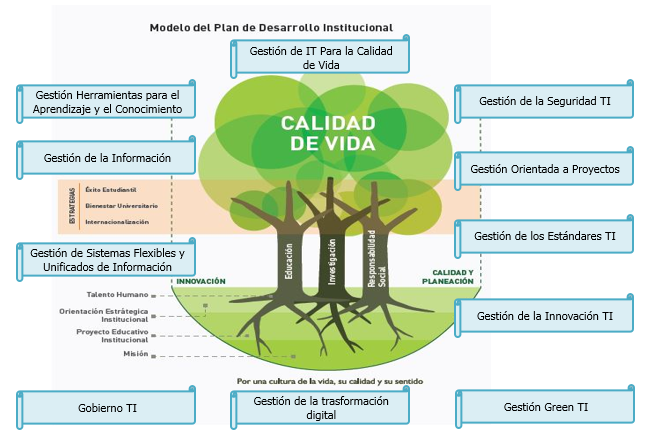 Modelo del Plan de Desarrollo Institucional
Gestión de IT Para la Calidad
de Vida
Gestión Herramientas para el
Aprendizaje y el Conocimiento
Gestión de la Seguridad TI
CALIDAD
DE VIDA
Gestión de la Información
Gestión Orientada a Proyectos
ESTRATEGIAS
Éxito Estudiantil
Bienestar Universitario
Internacionalización
Gestión de los Estándares TI
Gestión de Sistemas Flexibles y
Unificados de Información
Educación
Investigación
Responsabilidad
Social
INNOVACIÓN
CALIDAD Y
PLANEACIÓN
Talento Humano
Orientación Estrátegica
Institucional
Gestión de la Innovación TI
Proyecto Educativo
Institucional
Misión
Por una cultura de la vida, su calidad y su sentido
Gobierno TI
Gestión de la trasformación
digital
Gestión Green TI